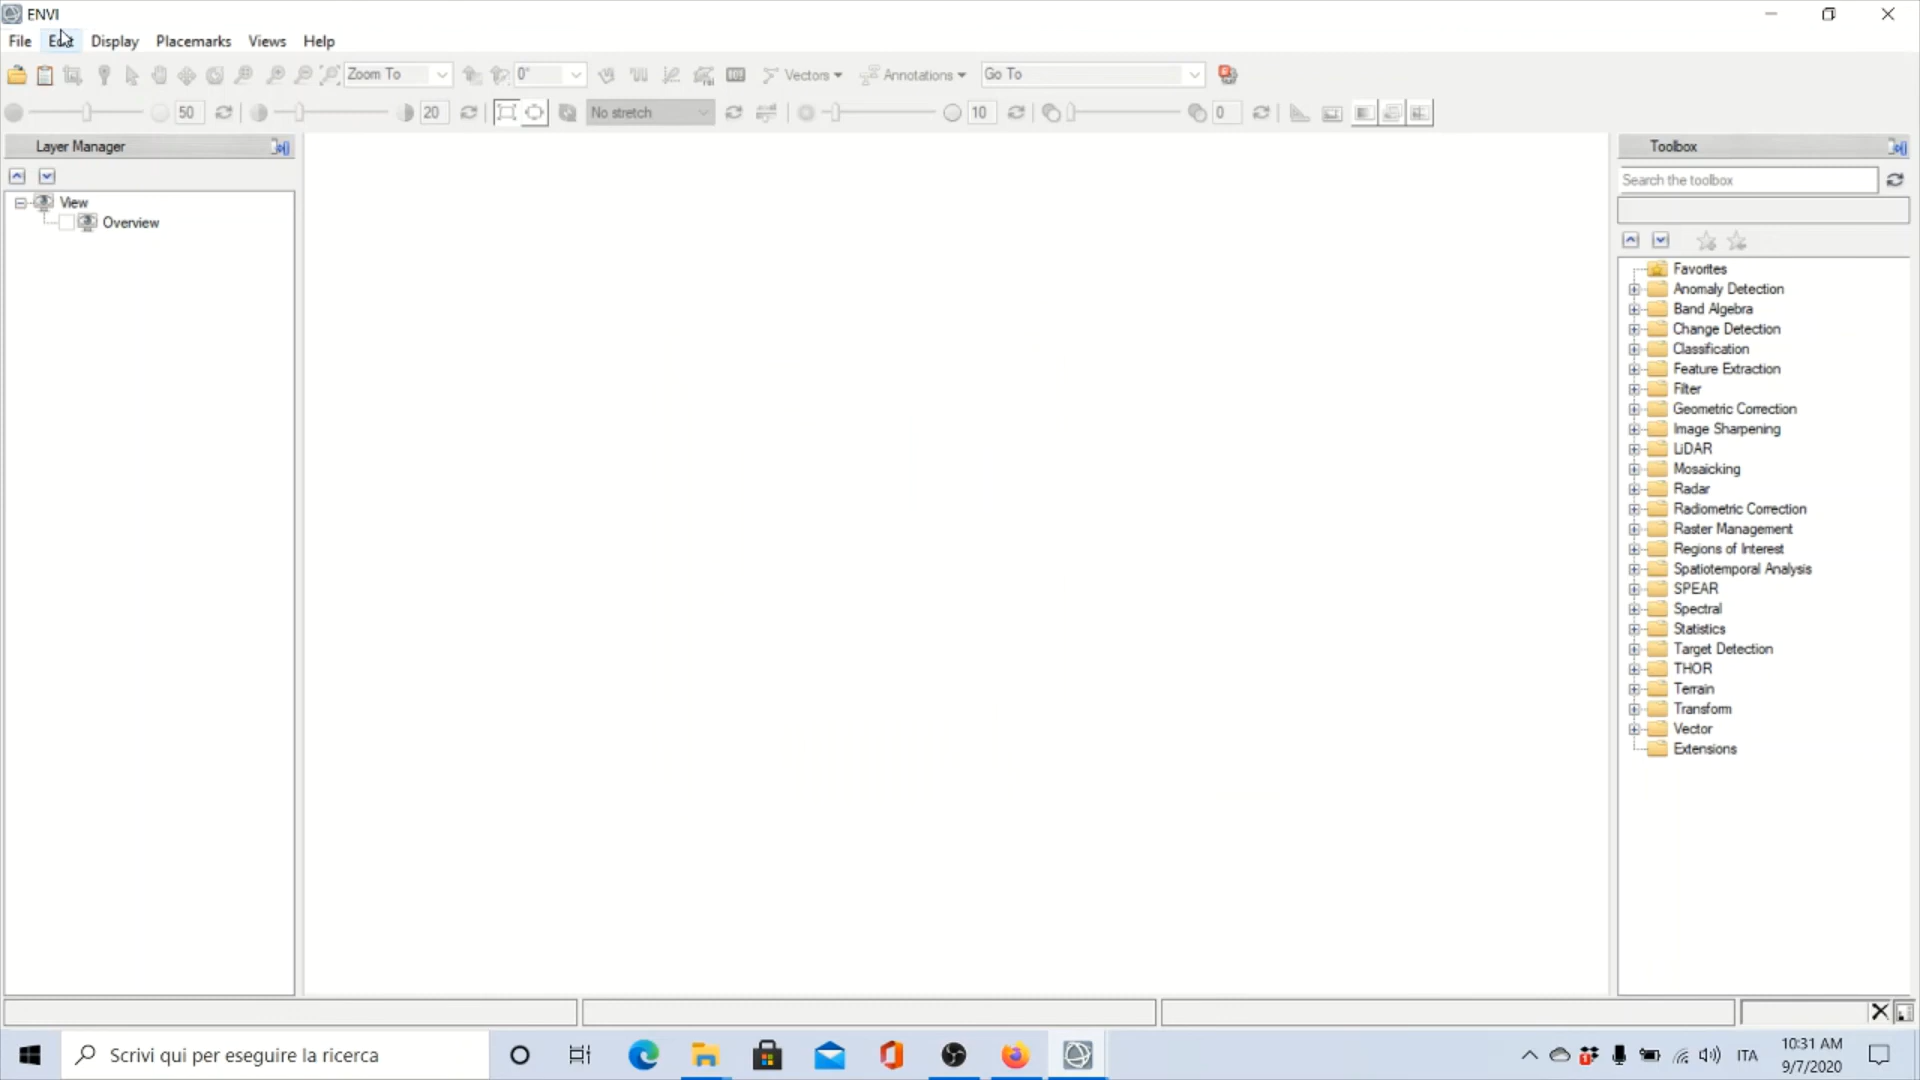 ENVI
File Edit Display Placemarks Views Help
Zoom To 0° Vectors Annotations Go To
50 20 No stretch 10 0
Layer Manager
View
Overview
Toolbox
Search the toolbox
Favorites
Anomaly Detection
Band Algebra
Change Detection
Classification
Feature Extraction
Filter
Geometric Correction
Image Sharpening
LiDAR
Mosaicking
Radar
Radiometric Correction
Raster Management
Regions of Interest
Spatiotemporal Analysis
SPEAR
Spectral
Statistics
Target Detection
THOR
Terrain
Transform
Vector
Extensions
Scrivi qui per eseguire la ricerca
ITA
10:31 AM
9/7/2020